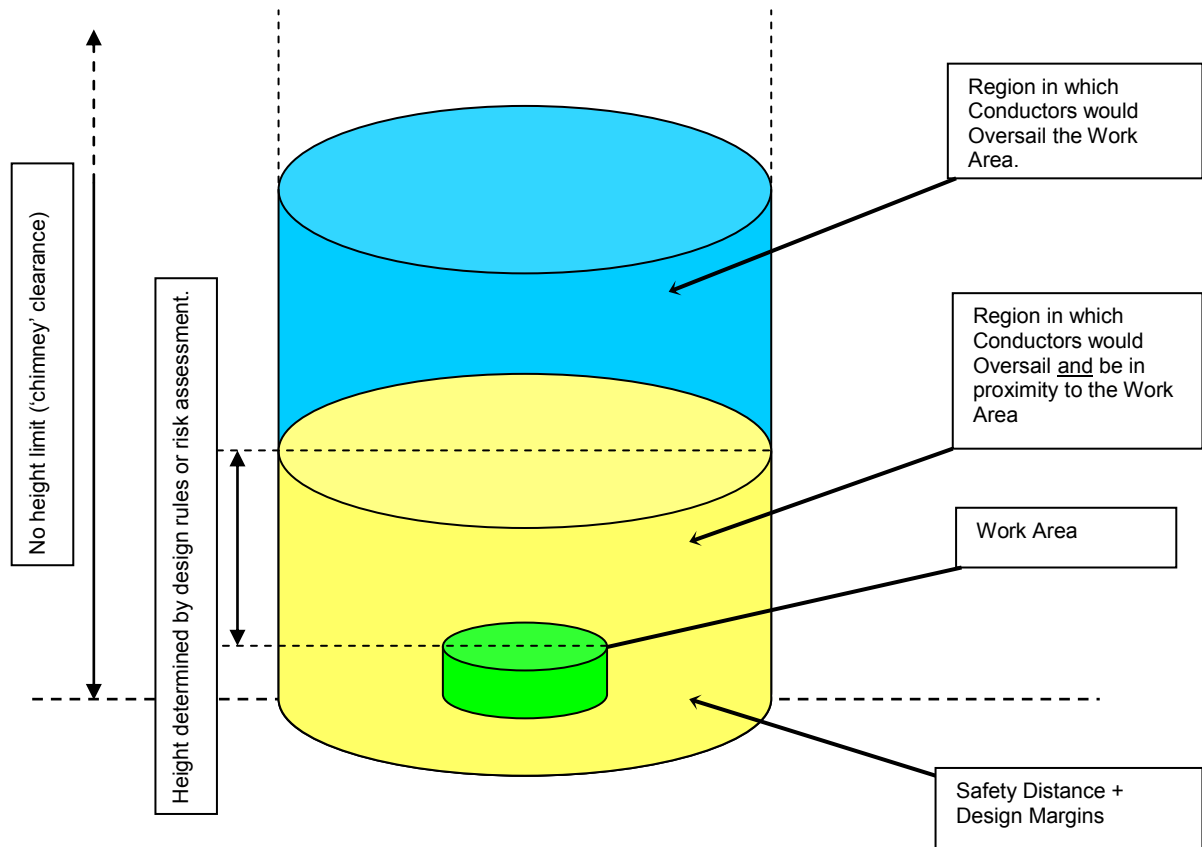 No height limit (‘chimney’ clearance)
Height determined by design rules or risk assessment.
Region in which
Conductors would
Oversail the Work
Area.
Region in which
Conductors would
Oversail and be in
proximity to the Work
Area
Work Area
Safety Distance +
Design Margins